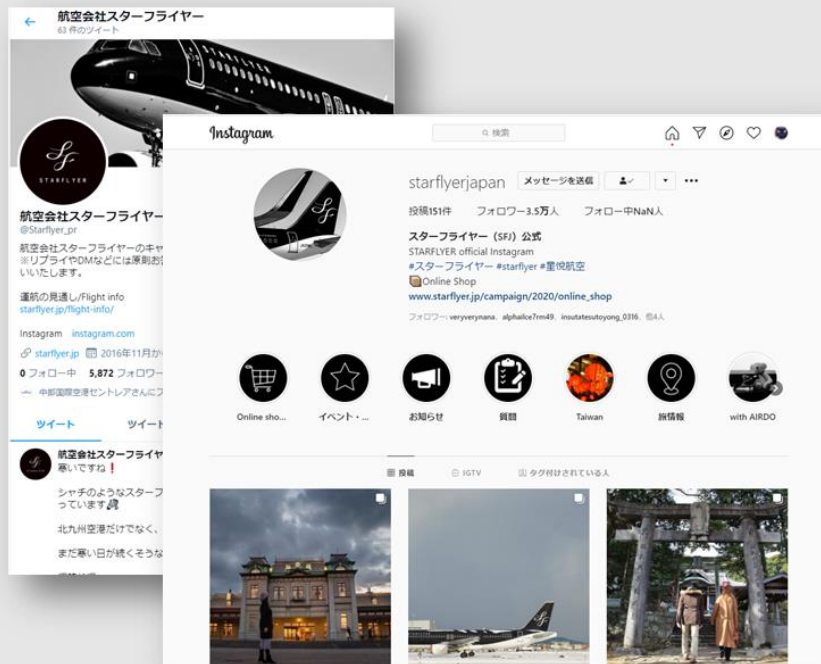 航空会社スターフライヤー
63 件のツイート
STARFLYER
STARFLYER
航空会社スターフライヤー
@Starflyer_pr
航空会社スターフライヤーのキャ
※リプライやDMなどには原則お
いいたします。
運航の見通し/Flight info
starflyer.jp/flight-info/
Instagram instagram.com
starflyer.jp 2016年11月か
0 フォロー中 5,872 フォロワー
中部国際空港セントレアさんにフ
ツイート ツイート
航空会社スターフライヤ
寒いですね❗
シャチのようなスターフ
っています
北九州空港だけでなく、
まだ寒い日が続くそうな
Instagram
検索
starflyerjapan メッセージを送信
投稿151件 フォロワー3.5万人 フォロー中NaN人
スターフライヤー（SFJ）公式
STARFLYER official Instagram
#スターフライヤー #starflyer #星悅航空
Online Shop
www.starflyer.jp/campaign/2020/online_shop
フォロワー: veryverynana、alphailce7rm49、insutatesutoyong_0316、他4人
Online sho... イベント・... お知らせ 質問 Taiwan 旅情報 with AIRDO
投稿 IGTV タグ付けされている人